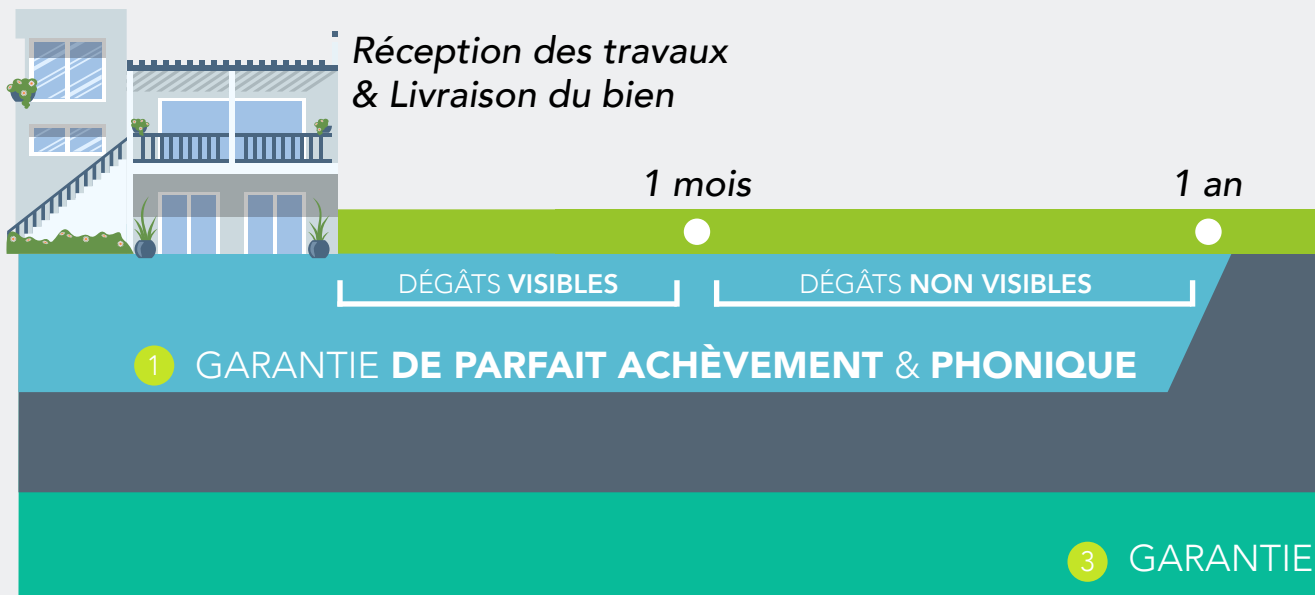 Réception des travaux
& Livraison du bien
1 mois
1 an
DÉGÂTS VISIBLES
DÉGÂTS NON VISIBLES
1 GARANTIE DE PARFAIT ACHÈVEMENT & PHONIQUE
3 GARANTIE